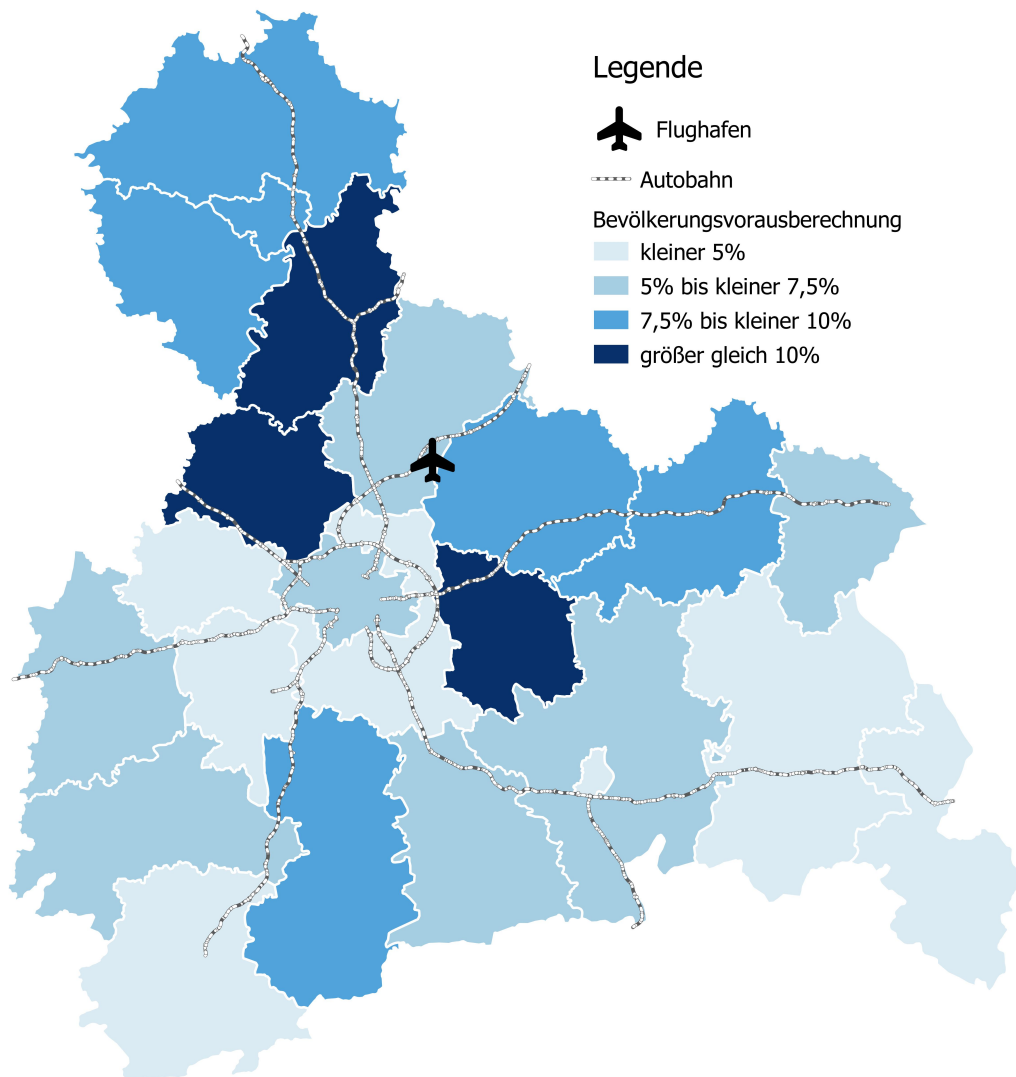 Legende
Flughafen
Autobahn
Bevölkerungsvorausberechnung
kleiner 5%
5% bis kleiner 7,5%
7,5% bis kleiner 10%
größer gleich 10%